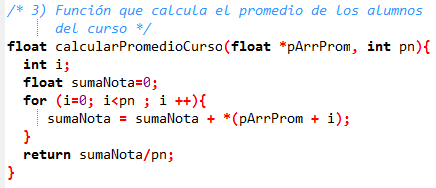 /* 3) Función que calcula el promedio de los alumnos
del curso */
float calcularPromedioCurso(float *pArrProm, int pn){
int i;
float sumaNota=0;
for (i=0; i<pn ; i ++){
sumaNota = sumaNota + *(pArrProm + i);
}
return sumaNota/pn;
}